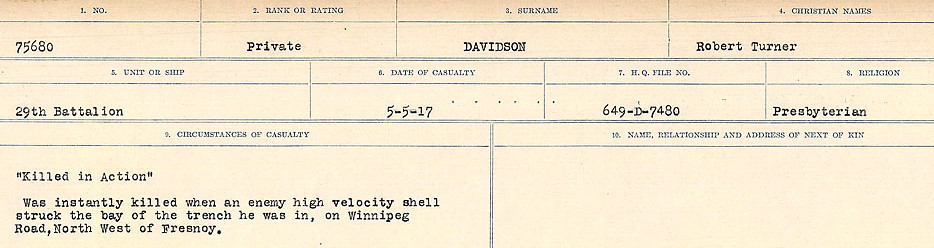 1. NO. 2. RANK OR RATING 3. SURNAME 4. CHRISTIAN NAMES
75680 Private DAVIDSON Robert Turner
5. UNIT OR SHIP 6. DATE OF CASUALTY 7. H.Q. FILE NO. 8. RELIGION
29th Battalion 5-5-17 649-D-7480 Presbyterian
9. CIRCUMSTANCES OF CASUALTY 10. NAME, RELATIONSHIP AND ADDRESS OF NEXT OF KIN
"Killed in Action"
Was instantly killed when an enemy high velocity shell
struck the bay of the trench he was in, on Winnipeg
Road,North West of Fresnoy.